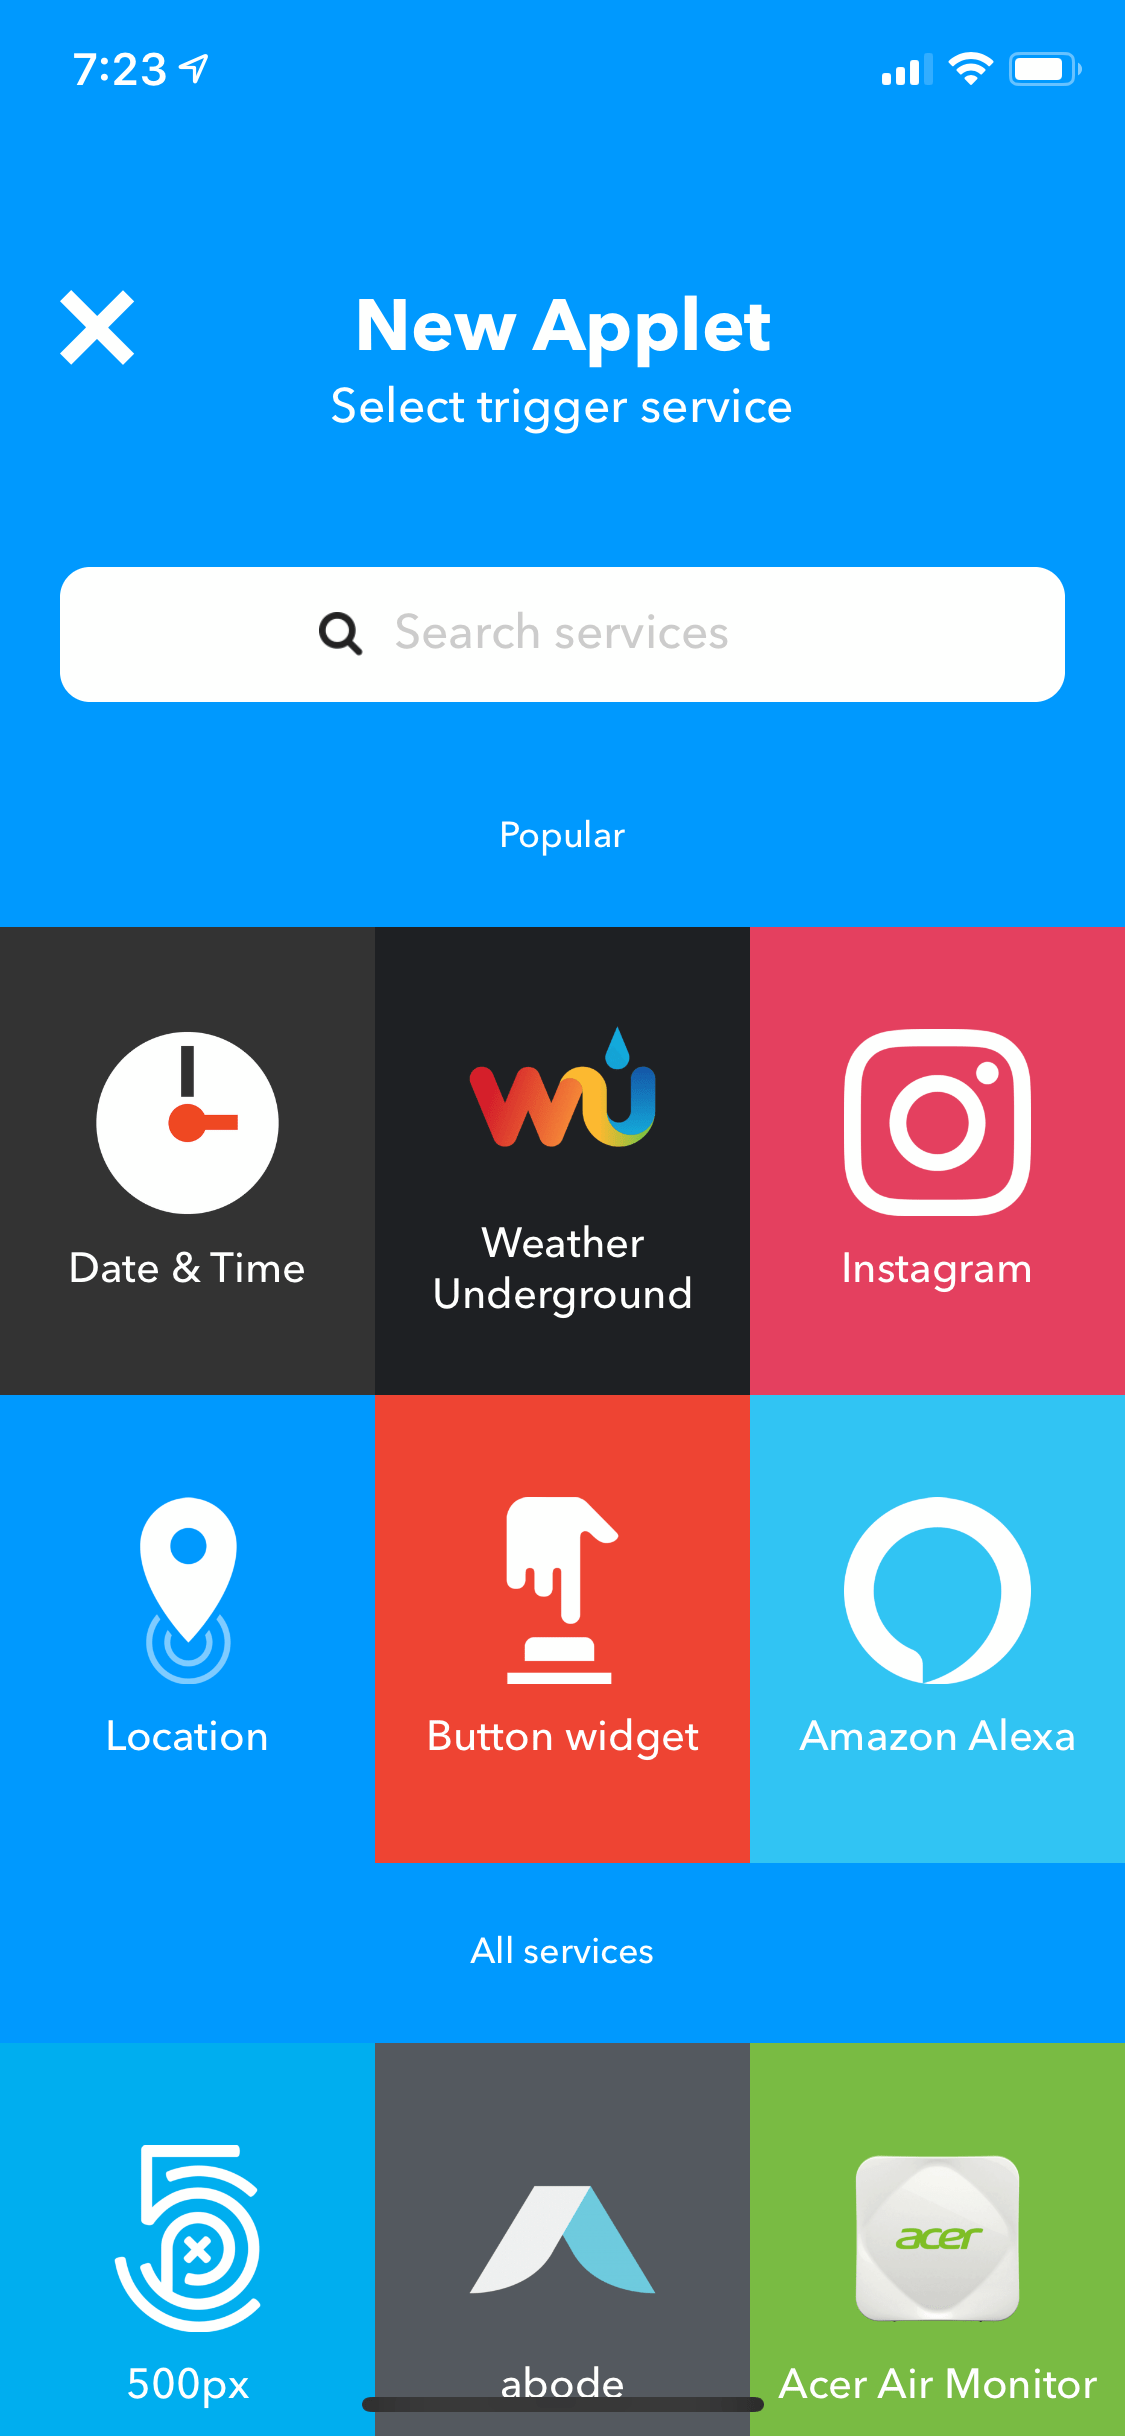 7:23
New Applet
Select trigger service
Search services
Popular
Date & Time
Weather
Underground
Instagram
Location
Button widget
Amazon Alexa
All services
acer
500px
abode
Acer Air Monitor